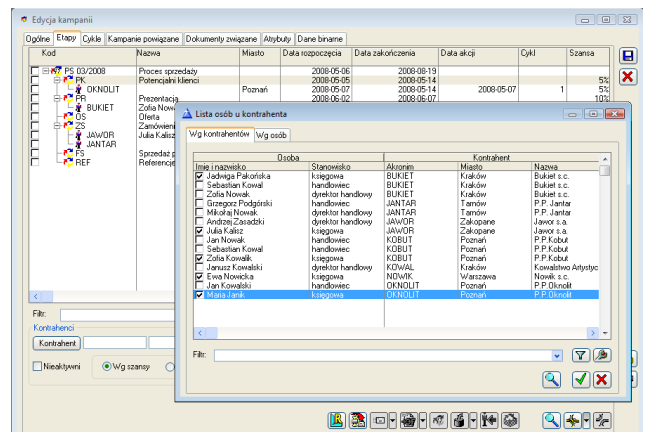 Edycja kampanii
Ogólne Etapy Cykle Kampanie powiązane Dokumenty związane Atrybuty Dane binarne
Kod Nazwa Miasto Data rozpoczęcia Data zakończenia Data akcji Cykl Szansa
PS 03/2008 Proces sprzedaży 2008-05-06 2008-08-19
PK Potencjalni klienci 2008-05-05 2008-05-14 5%
OKNOLIT Poznań 2008-05-07 2008-05-14 2008-05-07 1 5%
PR Prezentacja 2008-06-02 2008-06-07 10%
BUKIET Zofia Now
OS Oferta
ZS Zamówieni
JAWOR Julia Kalisz
JANTAR
FS Sprzedaż p
REF Referencje
Filtr:
Kontrahenci
Kontrahent
Nieaktywni Wg szansy
Lista osób u kontrahenta
Wg kontrahentów Wg osób
Osoba Kontrahent
Imię i nazwisko Stanowisko Akronim Miasto Nazwa
Jadwiga Pakońska księgowa BUKIET Kraków Bukiet s.c.
Sebastian Kowal handlowiec BUKIET Kraków Bukiet s.c.
Zofia Nowak dyrektor handlowy BUKIET Kraków Bukiet s.c.
Grzegorz Podgórski handlowiec JANTAR Tarnów P.P. Jantar
Mikołaj Nowak dyrektor handlowy JANTAR Tarnów P.P. Jantar
Andrzej Zasadzki handlowiec JAWOR Zakopane Jawor s.a.
Julia Kalisz księgowa JAWOR Zakopane Jawor s.a.
Jan Nowak handlowiec KOBUT Poznań P.P.Kobut
Sebastian Kowal handlowiec KOBUT Poznań P.P.Kobut
Zofia Kowalik księgowa KOBUT Poznań P.P.Kobut
Janusz Kowalski dyrektor handlowy KOWAL Kraków Kowalstwo Artystyc
Ewa Nowicka księgowa NOWIK Warszawa Nowik s.c.
Jan Kowalski handlowiec OKNOLIT Poznań P.P.Oknolit
Maria Janik księgowa OKNOLIT Poznań P.P.Oknolit
Filtr: